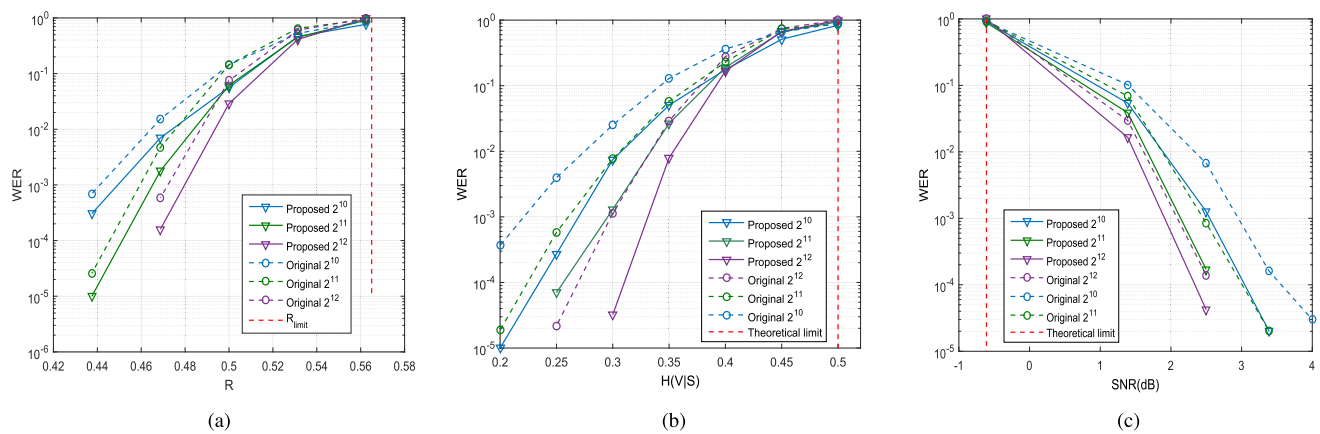 10^0
10^-1
10^-2
10^-3
10^-4
10^-5
10^-6
WER
0.42 0.44 0.46 0.48 0.5 0.52 0.54 0.56 0.58
R
Proposed 2^10
Proposed 2^11
Proposed 2^12
Original 2^10
Original 2^11
Original 2^12
R_limit
(a)
10^0
10^-1
10^-2
10^-3
10^-4
10^-5
WER
0.2 0.25 0.3 0.35 0.4 0.45 0.5
H(V|S)
Proposed 2^10
Proposed 2^11
Proposed 2^12
Original 2^12
Original 2^11
Original 2^10
Theoretical limit
(b)
10^0
10^-1
10^-2
10^-3
10^-4
10^-5
WER
-1 0 1 2 3 4
SNR(dB)
Proposed 2^10
Proposed 2^11
Proposed 2^12
Original 2^12
Original 2^10
Original 2^11
Theoretical limit
(c)